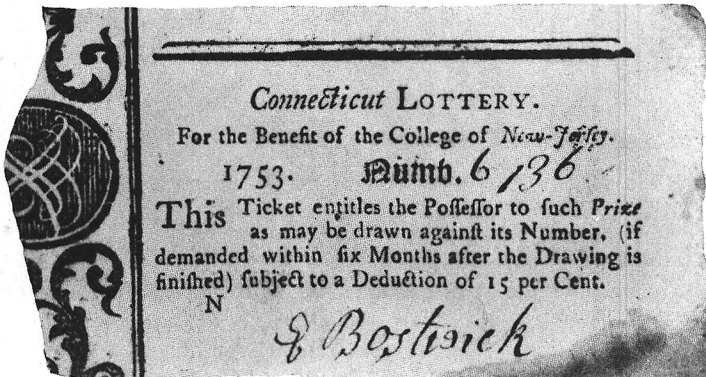 Connecticut LOTTERY.
For the Benefit of the College of New-Jersey.
1753. Numb. 6136
This Ticket entitles the Poſſeſſor to ſuch Prize
as may be drawn againſt its Number, (if
demanded within ſix Months after the Drawing is
finiſhed) ſubject to a Deduction of 15 per Cent.
N
E Bostwick